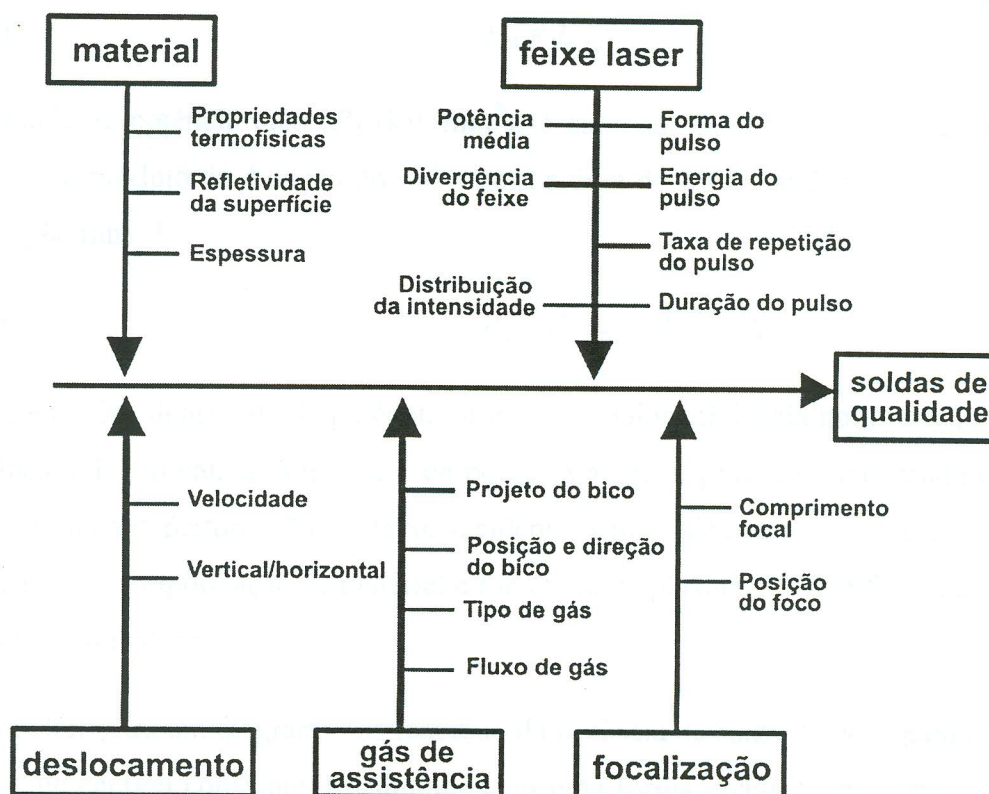 material
Propriedades
termofísicas
Refletividade
da superfície
Espessura
feixe laser
Potência
média
Divergência
do feixe
Distribuição
da intensidade
Forma do
pulso
Energia do
pulso
Taxa de repetição
do pulso
Duração do pulso
soldas de
qualidade
Velocidade
Vertical/horizontal
deslocamento
Projeto do bico
Posição e direção
do bico
Tipo de gás
Fluxo de gás
gás de
assistência
Comprimento
focal
Posição
do foco
focalização